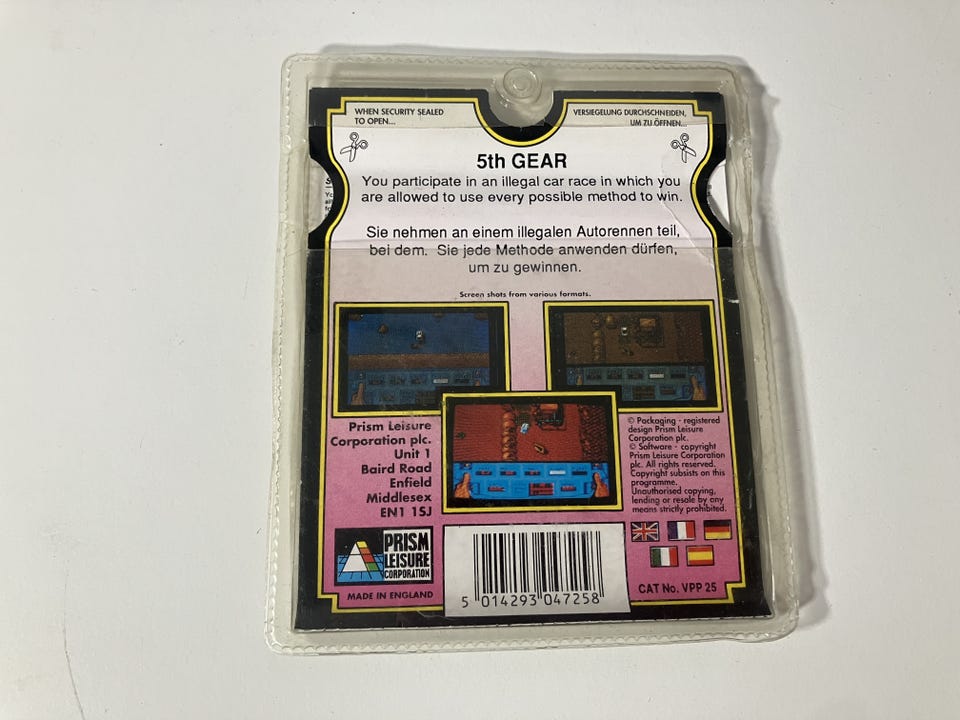 WHEN SECURITY SEALED
TO OPEN...
VERSIEGELUNG DURCHSCHNEIDEN,
UM ZU ÖFFNEN...
5th GEAR
You participate in an illegal car race in which you
are allowed to use every possible method to win.
Sie nehmen an einem illegalen Autorennen teil,
bei dem. Sie jede Methode anwenden dürfen,
um zu gewinnen.
Screen shots from various formats.
Prism Leisure
Corporation plc.
Unit 1
Baird Road
Enfield
Middlesex
EN1 1SJ
© Packaging - registered
design Prism Leisure
Corporation plc.
© Software - copyright
Prism Leisure Corporation
plc. All rights reserved.
Copyright subsists on this
programme.
Unauthorised copying,
lending or resale by any
means strictly prohibited.
PRISM
LEISURE
CORPORATION
MADE IN ENGLAND
5 014293 047258
CAT No. VPP 25